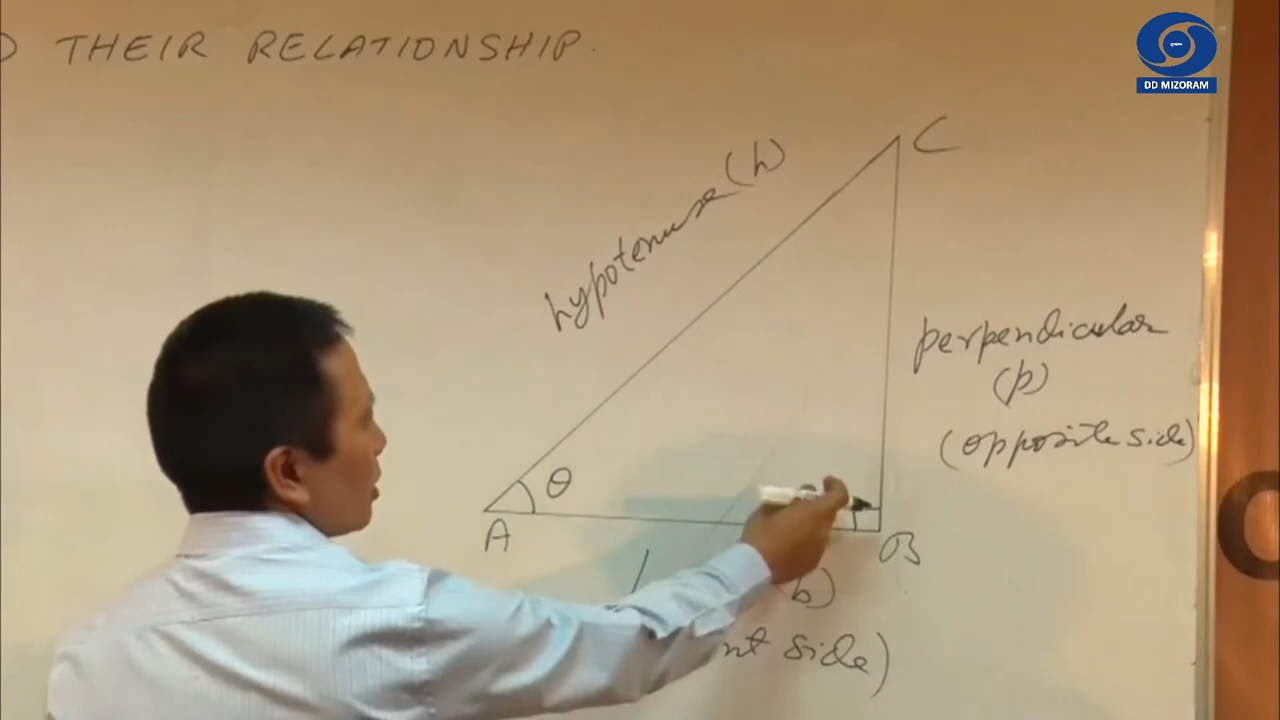 THEIR RELATIONSHIP.
DD MIZORAM
C
hypotenuse (h)
perpendicular
(p)
(opposite side)
θ
A
B
b)
nt side)